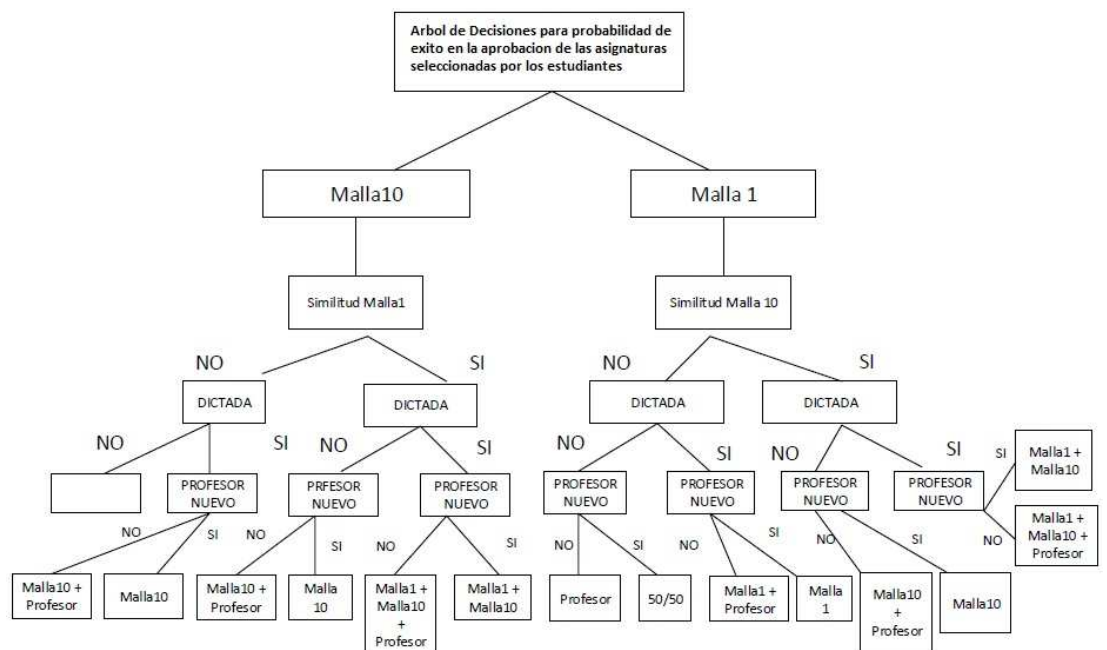 Arbol de Decisiones para probabilidad de
exito en la aprobacion de las asignaturas
seleccionadas por los estudiantes
Malla10
Malla 1
Similitud Malla1
Similitud Malla 10
NO
SI
NO
SI
DICTADA
DICTADA
DICTADA
DICTADA
NO
SI
NO
SI
NO
SI
NO
SI
PROFESOR
NUEVO
PRFESOR
NUEVO
PROFESOR
NUEVO
PROFESOR
NUEVO
PROFESOR
NUEVO
PROFESOR
NUEVO
PROFESOR
NUEVO
SI
Malla1 +
Malla10
NO
Malla1 +
Malla10 +
Profesor
NO
SI
NO
SI
NO
SI
NO
SI
NO
SI
NO
SI
Malla10 +
Profesor
Malla10
Malla10 +
Profesor
Malla
10
Malla1 +
Malla10
+
Profesor
Malla1 +
Malla10
Profesor
50/50
Malla1 +
Profesor
Malla
1
Malla10
+
Profesor
Malla10